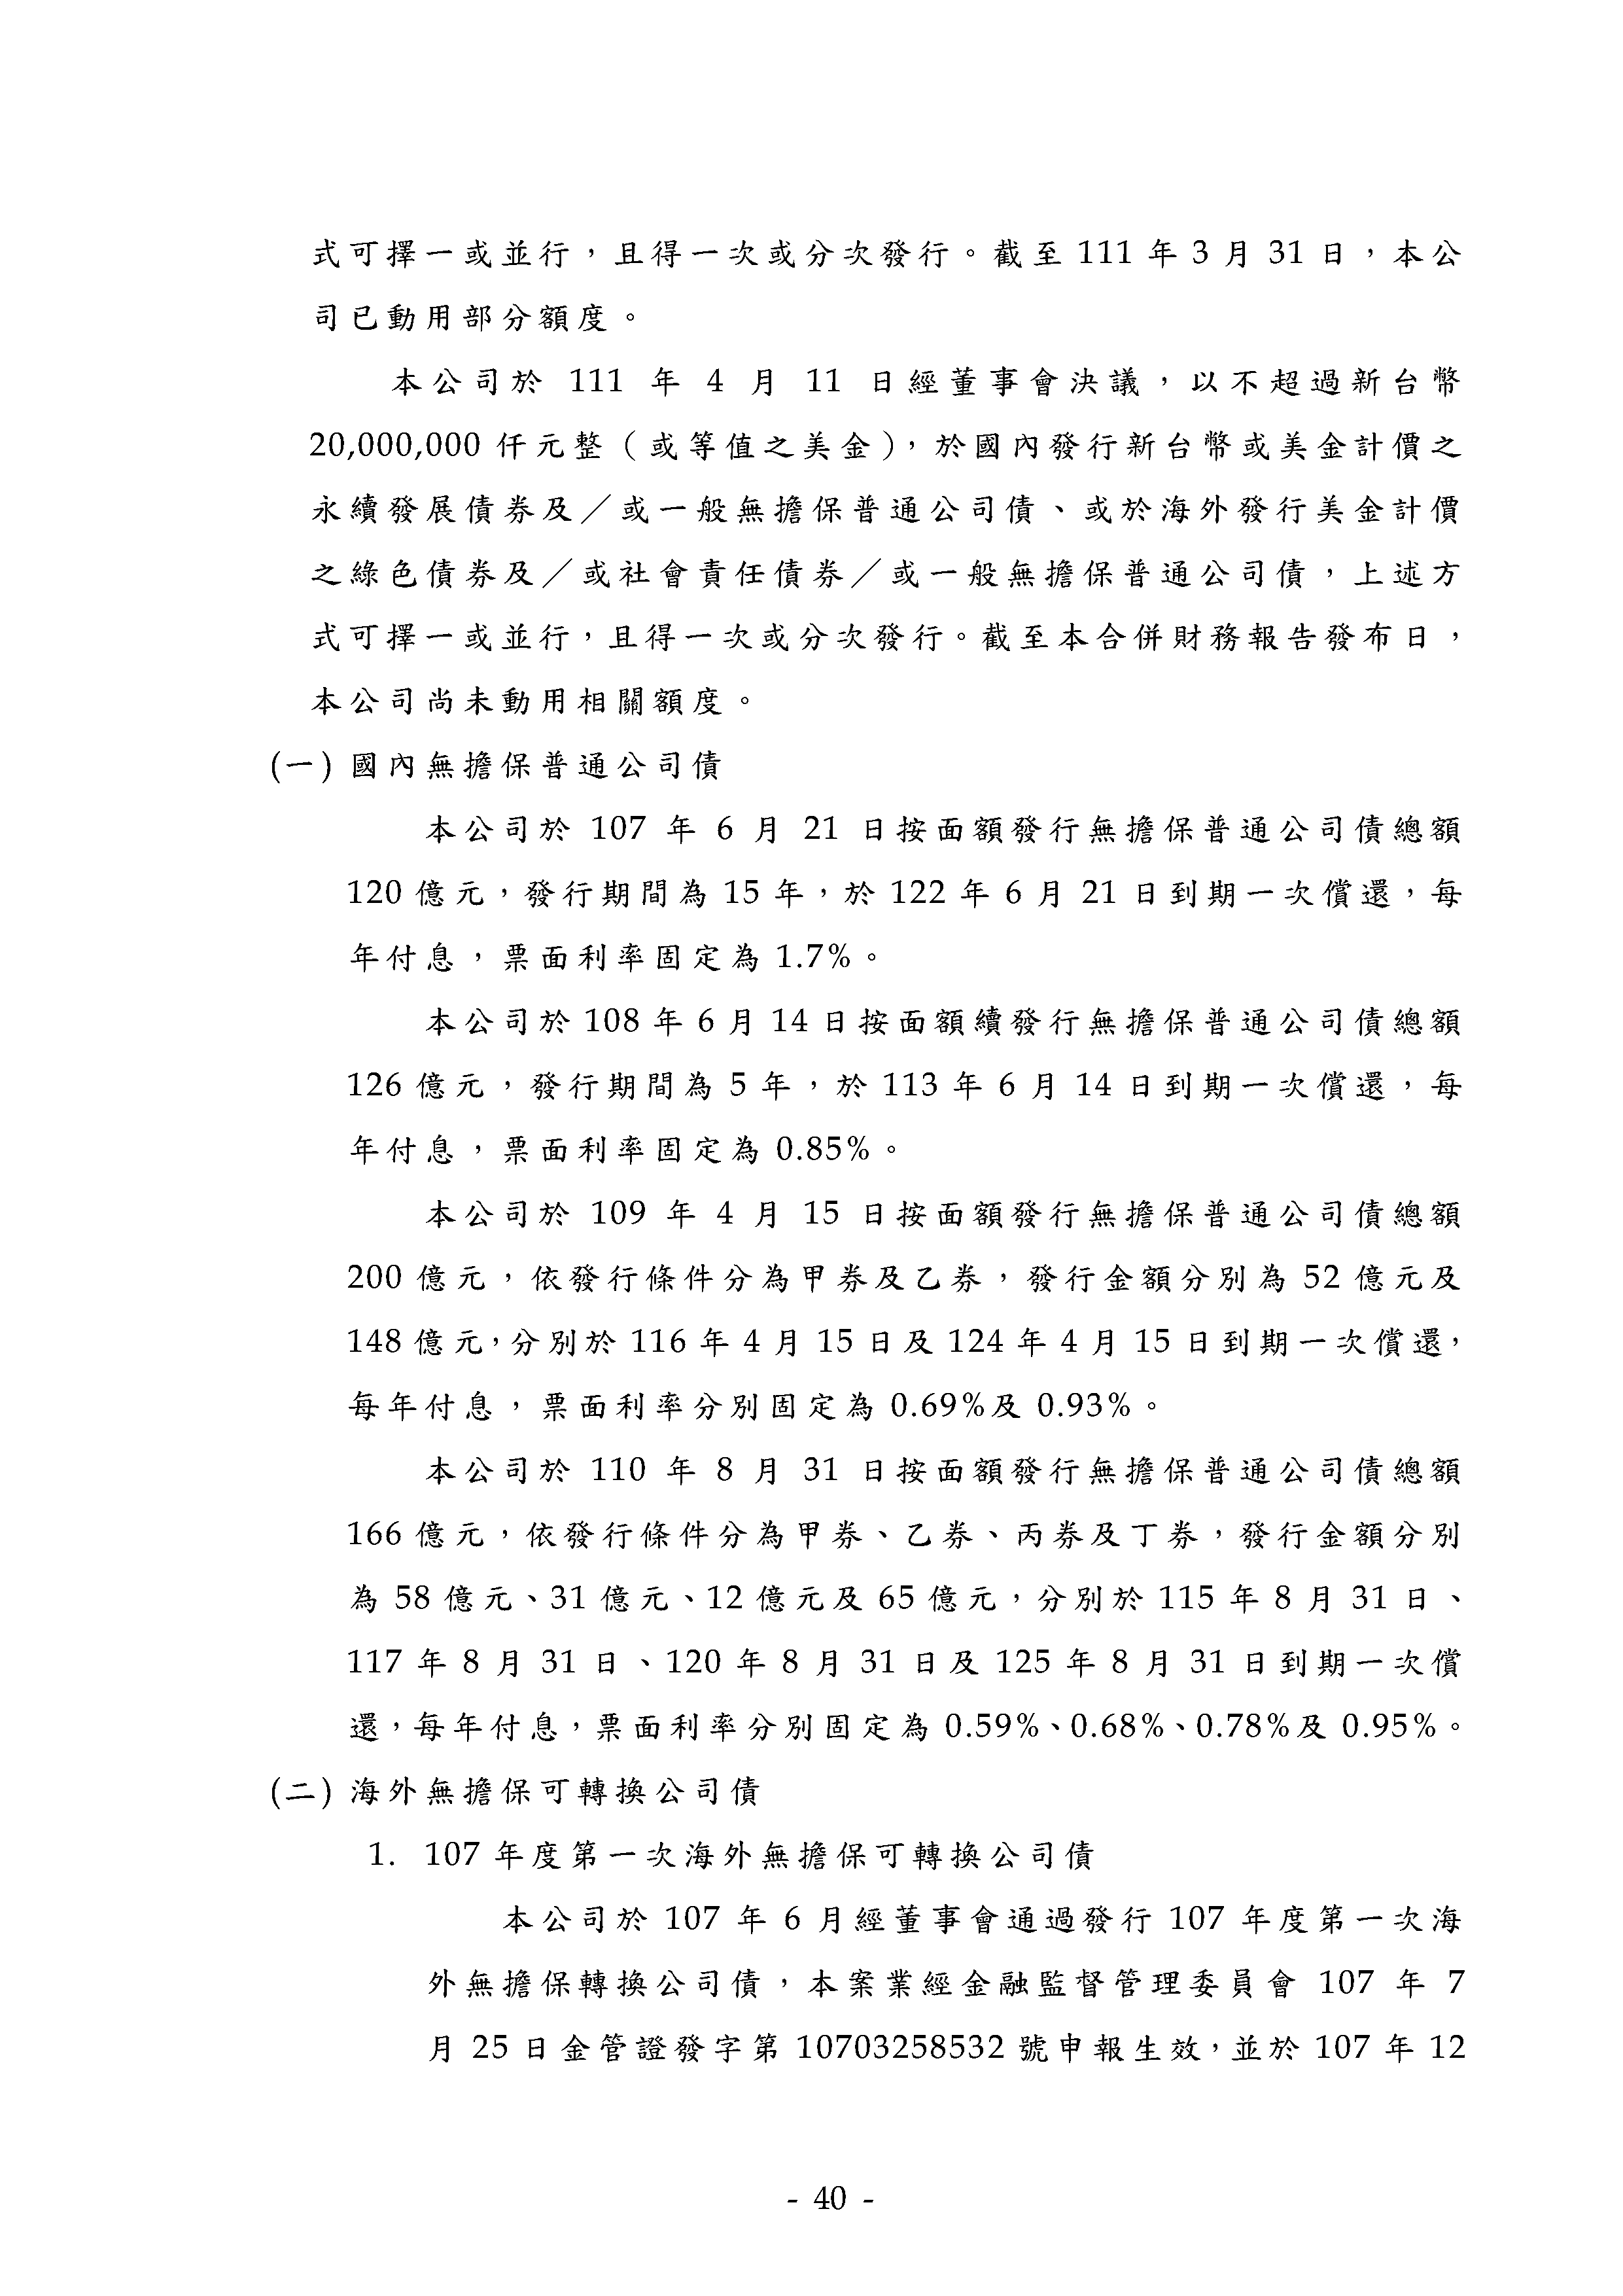 式可擇一或並行，且得一次或分次發行。截至 111 年 3 月 31 日，本公
司已動用部分額度。
本公司於 111 年 4 月 11 日經董事會決議，以不超過新台幣
20,000,000 仟元整（或等值之美金），於國內發行新台幣或美金計價之
永續發展債券及／或一般無擔保普通公司債、或於海外發行美金計價
之綠色債券及／或社會責任債券／或一般無擔保普通公司債，上述方
式可擇一或並行，且得一次或分次發行。截至本合併財務報告發布日，
本公司尚未動用相關額度。
(一) 國內無擔保普通公司債
本公司於 107 年 6 月 21 日按面額發行無擔保普通公司債總額
120 億元，發行期間為 15 年，於 122 年 6 月 21 日到期一次償還，每
年付息，票面利率固定為 1.7%。
本公司於 108 年 6 月 14 日按面額續發行無擔保普通公司債總額
126 億元，發行期間為 5 年，於 113 年 6 月 14 日到期一次償還，每
年付息，票面利率固定為 0.85%。
本公司於 109 年 4 月 15 日按面額發行無擔保普通公司債總額
200 億元，依發行條件分為甲券及乙券，發行金額分別為 52 億元及
148 億元，分別於 116 年 4 月 15 日及 124 年 4 月 15 日到期一次償還，
每年付息，票面利率分別固定為 0.69%及 0.93%。
本公司於 110 年 8 月 31 日按面額發行無擔保普通公司債總額
166 億元，依發行條件分為甲券、乙券、丙券及丁券，發行金額分別
為 58 億元、31 億元、12 億元及 65 億元，分別於 115 年 8 月 31 日、
117 年 8 月 31 日、120 年 8 月 31 日及 125 年 8 月 31 日到期一次償
還，每年付息，票面利率分別固定為 0.59%、0.68%、0.78%及 0.95%。
(二) 海外無擔保可轉換公司債
1. 107 年度第一次海外無擔保可轉換公司債
本公司於 107 年 6 月經董事會通過發行 107 年度第一次海
外無擔保轉換公司債，本案業經金融監督管理委員會 107 年 7
月 25 日金管證發字第 10703258532 號申報生效，並於 107 年 12
- 40 -